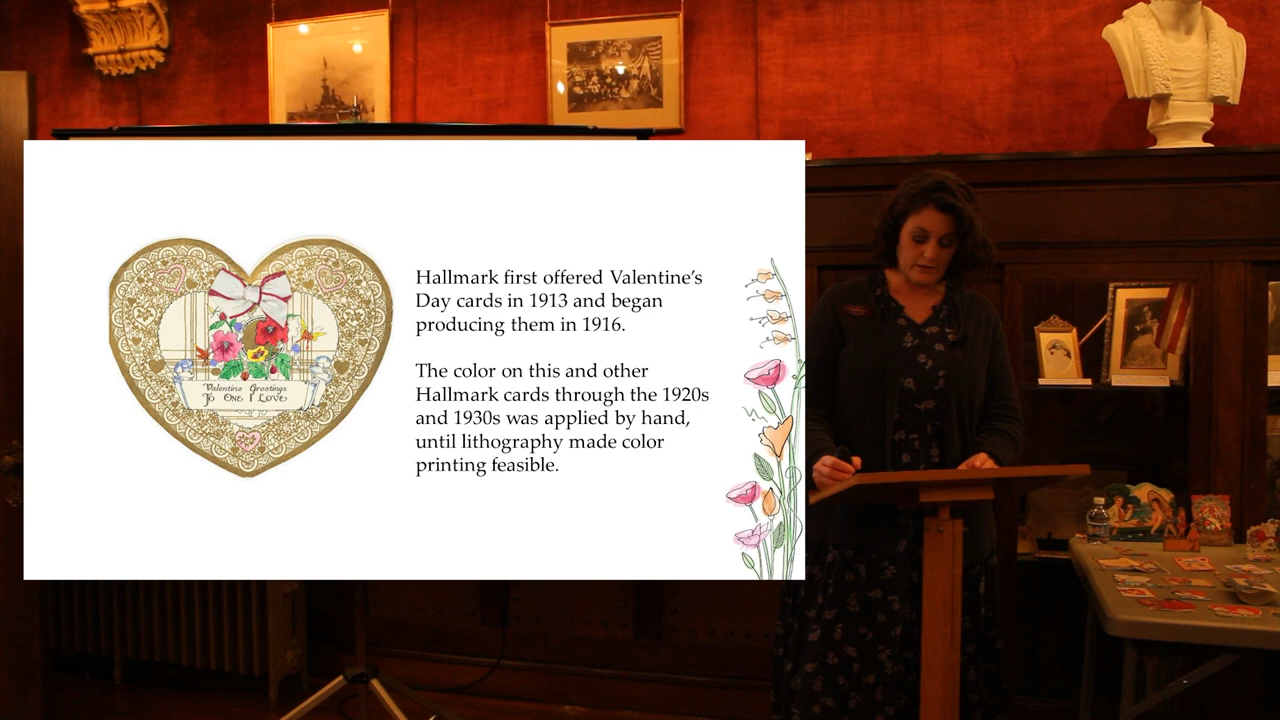 Valentine Greetings
To One I Love
Hallmark first offered Valentine’s
Day cards in 1913 and began
producing them in 1916.
The color on this and other
Hallmark cards through the 1920s
and 1930s was applied by hand,
until lithography made color
printing feasible.